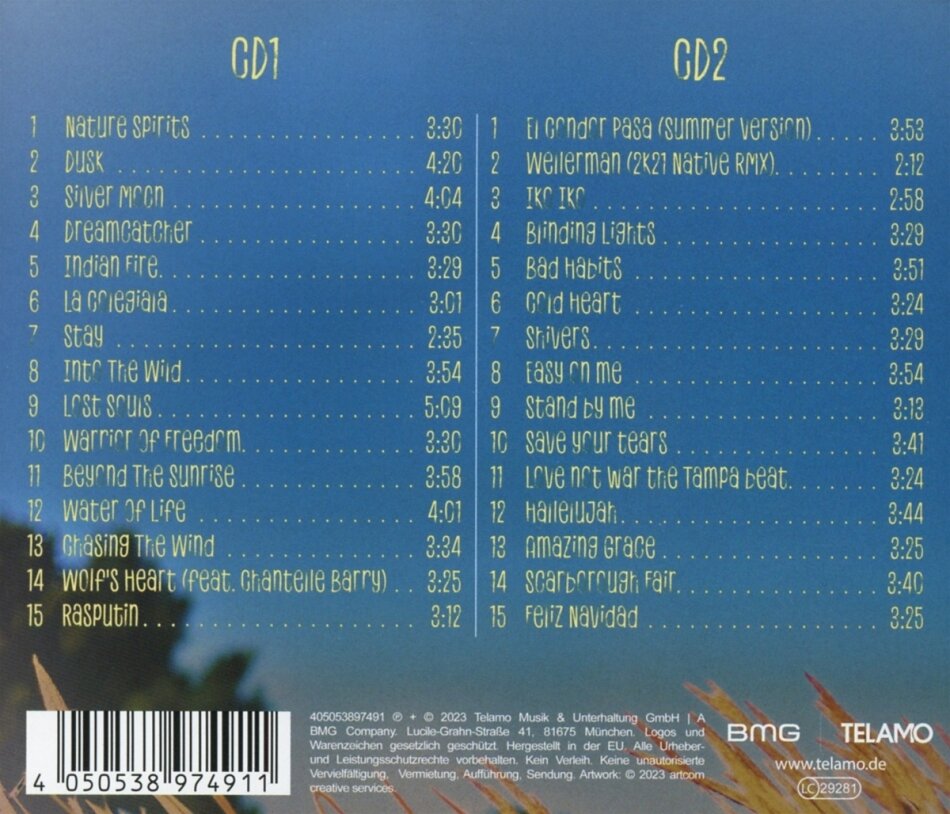 CD1
1 Nature Spirits 3:30
2 Dusk 4:20
3 Silver Moon 4:04
4 Dreamcatcher 3:30
5 Indian Fire. 3:29
6 La Colegiala 3:01
7 Stay 2:35
8 Into The Wild 3:54
9 Lost Souls 5:09
10 Warrior Of Freedom. 3:30
11 Beyond The Sunrise 3:58
12 Water Of Life 4:01
13 Chasing The Wind 3:34
14 Wolf's Heart (feat. Chantelle Barry) 3:25
15 Rasputin 3:12
CD2
1 El Condor Pasa (Summer Version) 3:53
2 Wellerman (2K21 Native RMX). 2:12
3 Iko Iko 2:58
4 Blinding Lights 3:29
5 Bad Habits 3:51
6 Cold Heart 3:24
7 Shivers. 3:29
8 Easy on me 3:54
9 Stand by me 3:13
10 Save your tears 3:41
11 Love not war the Tampa beat. 3:24
12 Hallelujah 3:44
13 Amazing Grace 3:25
14 Scarborough Fair 3:40
15 Feliz Navidad 3:25
4 050538 974911
405053897491 ℗ + © 2023 Telamo Musik & Unterhaltung GmbH | A
BMG Company. Lucile-Grahn-Straße 41, 81675 München. Logos und
Warenzeichen gesetzlich geschützt. Hergestellt in der EU. Alle Urheber-
und Leistungsschutzrechte vorbehalten. Kein Verleih. Keine unautorisierte
Vervielfältigung, Vermietung, Aufführung, Sendung. Artwork: © 2023 artcom
creative services.
BMG | TELAMO
www.telamo.de
LC 29281